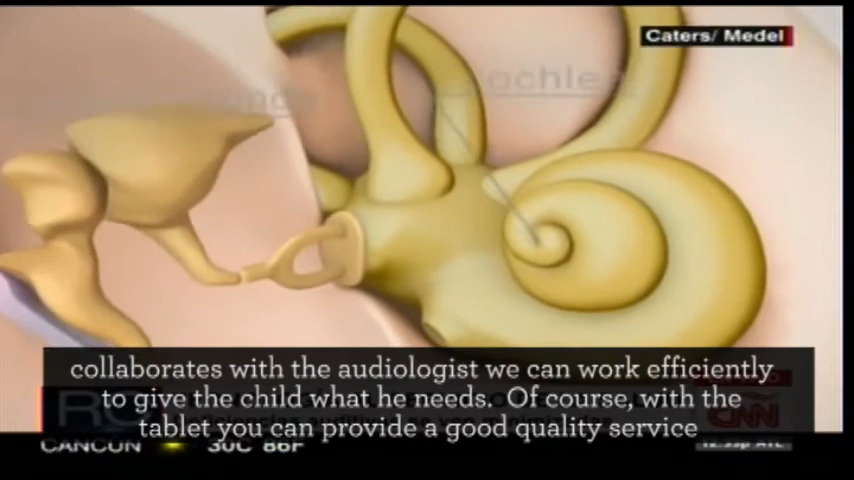 Caters/ Medel
cochlea
collaborates with the audiologist we can work efficiently
to give the child what he needs. Of course, with the
tablet you can provide a good quality service
CNN
CANCUN 30C 86F